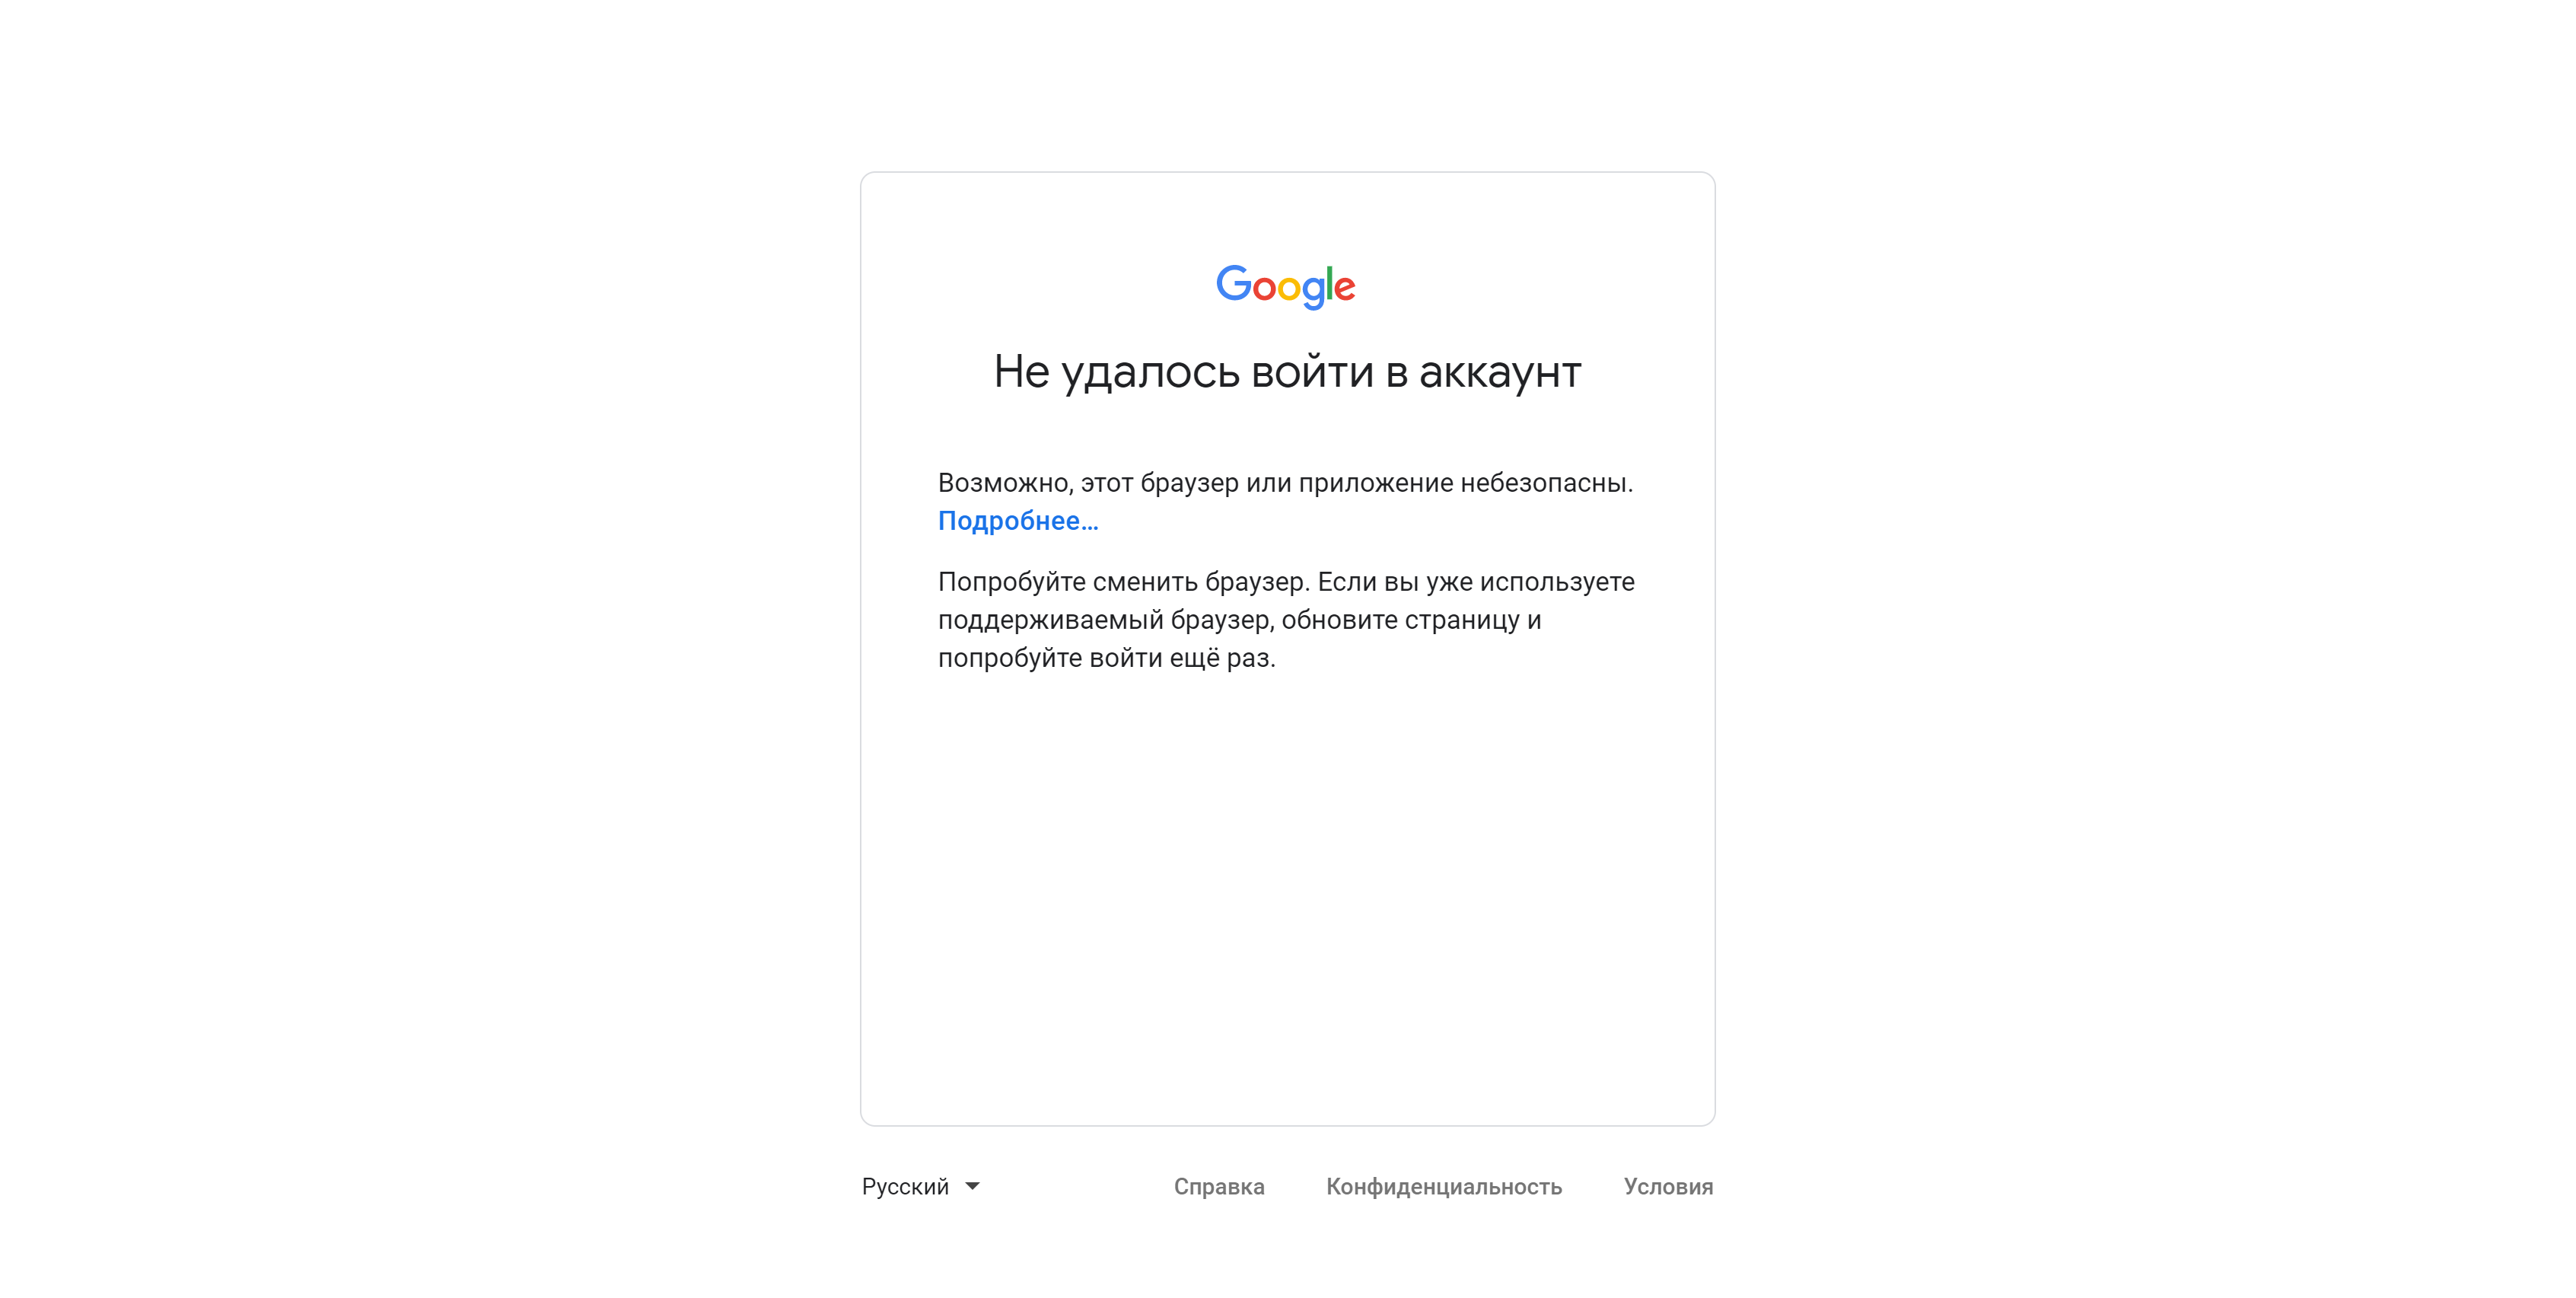 Google
Не удалось войти в аккаунт
Возможно, этот браузер или приложение небезопасны.
Подробнее…
Попробуйте сменить браузер. Если вы уже используете
поддерживаемый браузер, обновите страницу и
попробуйте войти ещё раз.
Русский
Справка
Конфиденциальность
Условия